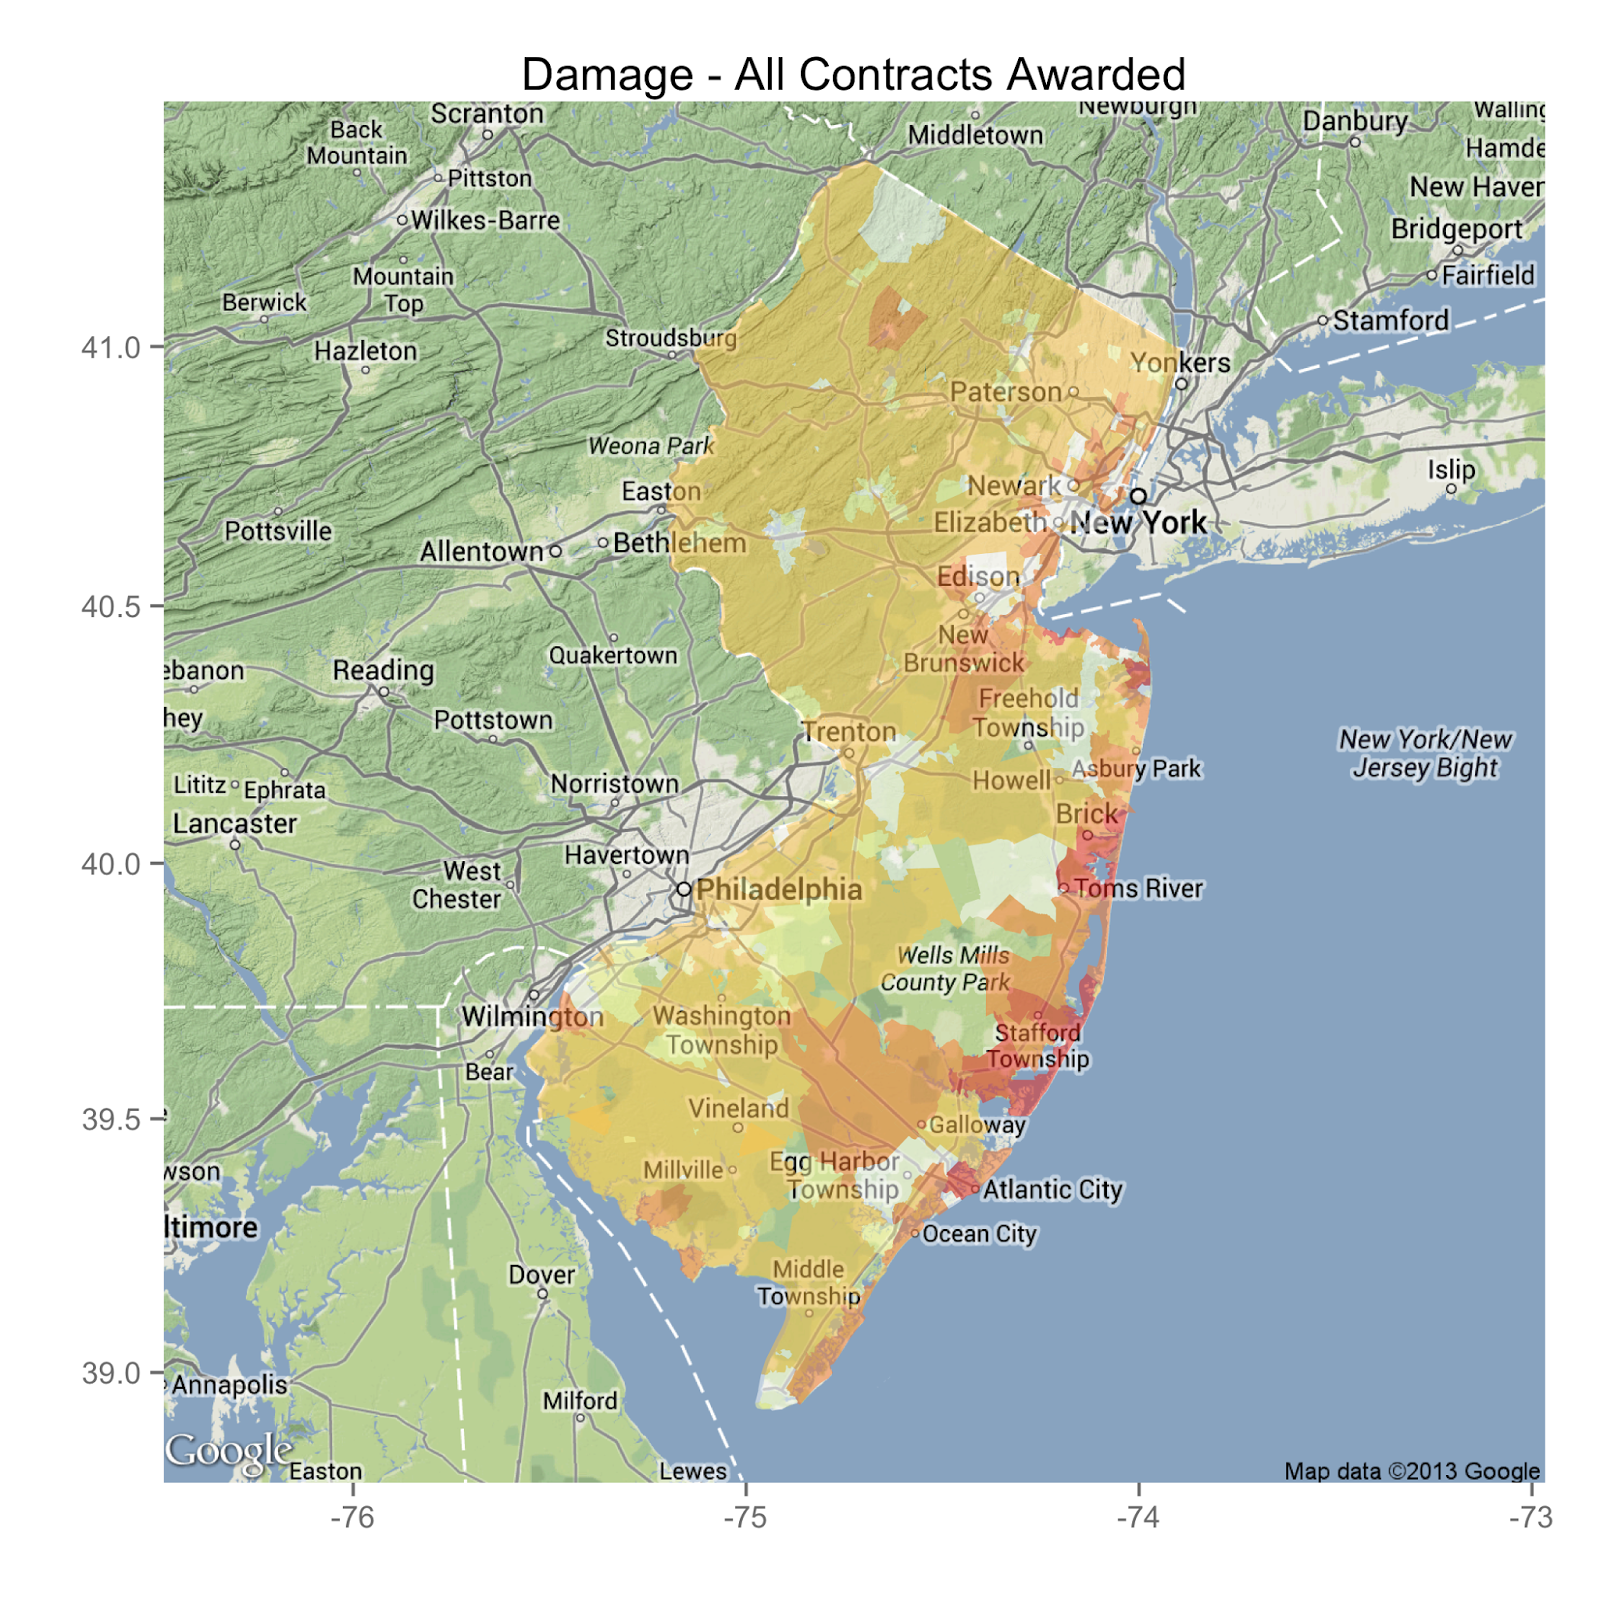 Damage - All Contracts Awarded
Scranton
Back
Mountain
Middletown
Newburgh
Danbury
Walling
Hamde
Pittston
New Haven
Wilkes-Barre
Bridgeport
Mountain
Top
Fairfield
Berwick
Stamford
41.0
Hazleton
Stroudsburg
Yonkers
Paterson
Weona Park
Islip
Easton
Newark
Pottsville
New York
Elizabeth
Allentown
Bethlehem
Edison
40.5
New
Brunswick
Quakertown
ebanon
Reading
Freehold
Township
hey
Pottstown
Trenton
New York/New
Jersey Bight
Lititz
Ephrata
Norristown
Howell
Asbury Park
Lancaster
Brick
40.0
Havertown
West
Chester
Philadelphia
Toms River
Wells Mills
County Park
Wilmington
Washington
Township
Stafford
Township
Bear
39.5
Vineland
Galloway
wson
Millville
Egg Harbor
Township
Atlantic City
ltimore
Ocean City
Dover
Middle
Township
39.0
Annapolis
Milford
Google
Easton
Lewes
Map data ©2013 Google
-76
-75
-74
-73